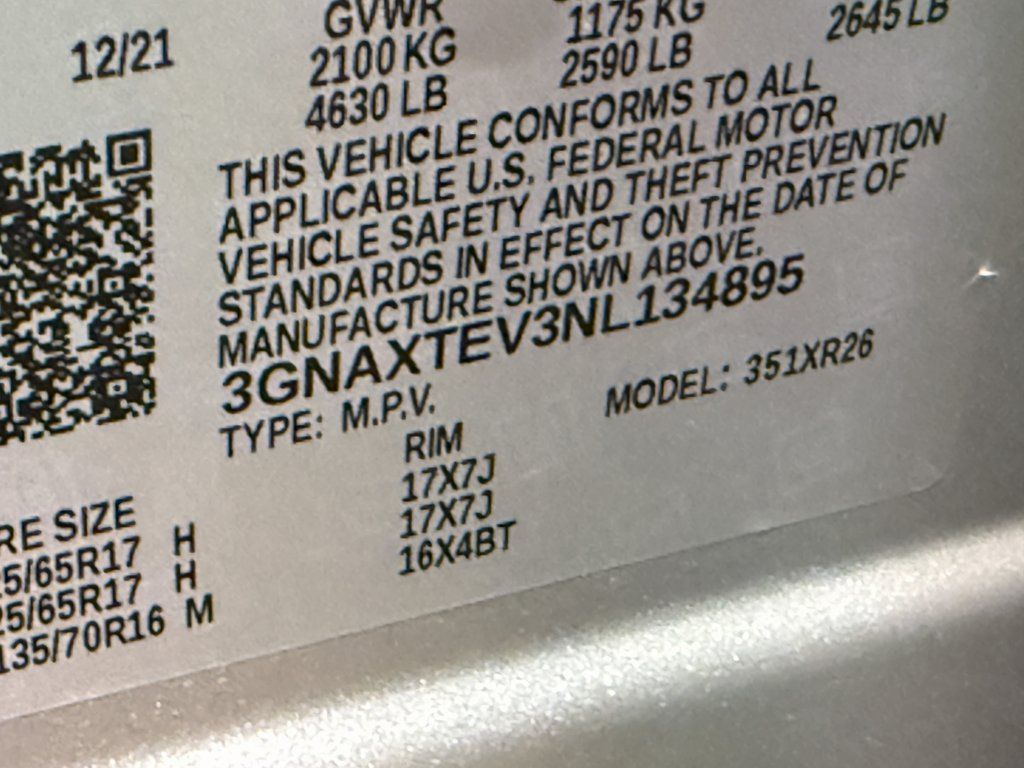 12/21
GVWR
2100 KG
4630 LB
1175 KG
2590 LB
2645 LB
THIS VEHICLE CONFORMS TO ALL
APPLICABLE U.S. FEDERAL MOTOR
VEHICLE SAFETY AND THEFT PREVENTION
STANDARDS IN EFFECT ON THE DATE OF
MANUFACTURE SHOWN ABOVE.
3GNAXTEV3NL134895
TYPE: M.P.V. MODEL: 351XR26
RE SIZE RIM
5/65R17 H 17X7J
25/65R17 H 17X7J
135/70R16 M 16X4BT